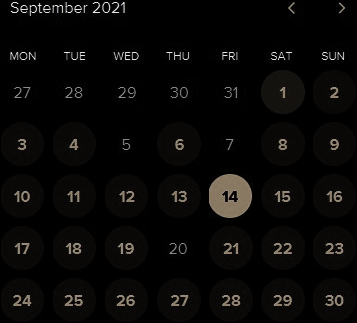 September 2021
MON TUE WED THU FRI SAT SUN
27 28 29 30 31 1 2
3 4 5 6 7 8 9
10 11 12 13 14 15 16
17 18 19 20 21 22 23
24 25 26 27 28 29 30